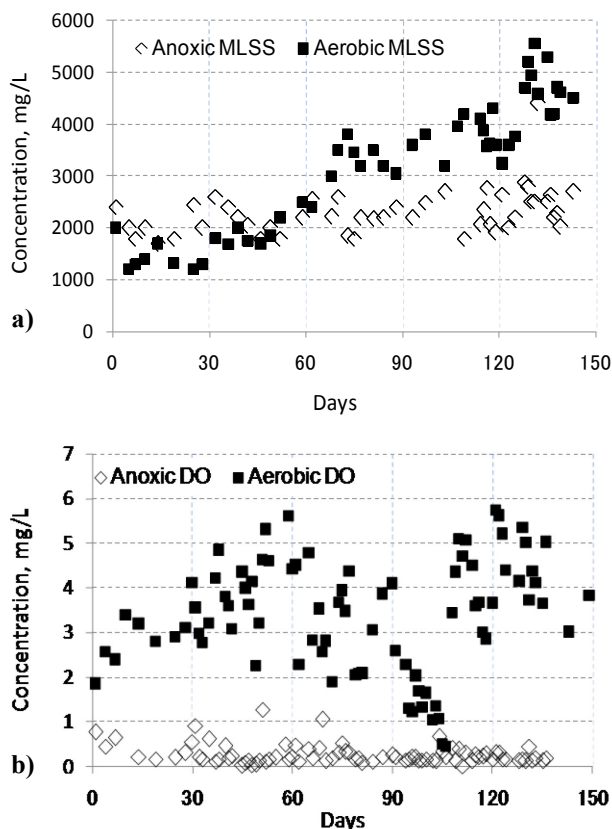 6000
5000
4000
3000
2000
1000
0
Concentration, mg/L
Anoxic MLSS Aerobic MLSS
a)
0 30 60 90 120 150
Days
7
6
5
4
3
2
1
0
Concentration, mg/L
Anoxic DO Aerobic DO
b)
0 30 60 90 120 150
Days